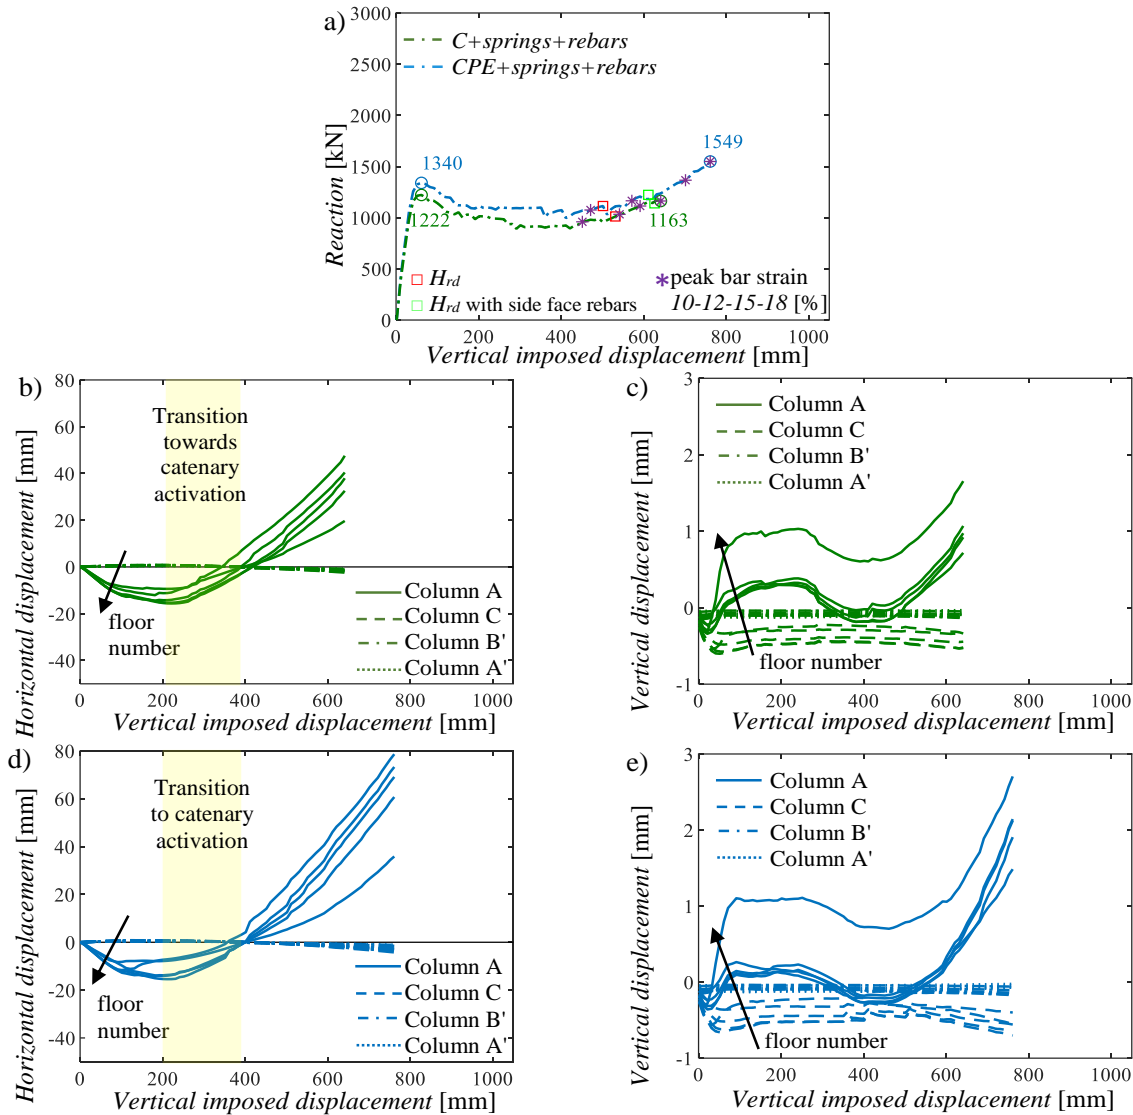 a)
3000
2500
2000
1500
1000
500
0
Reaction [kN]
C+springs+rebars
CPE+springs+rebars
1340
1549
1222
1163
Hrd
Hrd with side face rebars
*peak bar strain
10-12-15-18 [%]
0 200 400 600 800 1000
Vertical imposed displacement [mm]
b)
80
60
40
20
0
-20
-40
Horizontal displacement [mm]
Transition
towards
catenary
activation
floor
number
Column A
Column C
Column B'
Column A'
0 200 400 600 800 1000
Vertical imposed displacement [mm]
c)
3
2
1
0
-1
Vertical displacement [mm]
Column A
Column C
Column B'
Column A'
floor number
0 200 400 600 800 1000
Vertical imposed displacement [mm]
d)
80
60
40
20
0
-20
-40
Horizontal displacement [mm]
Transition
to catenary
activation
floor
number
Column A
Column C
Column B'
Column A'
0 200 400 600 800 1000
Vertical imposed displacement [mm]
e)
3
2
1
0
-1
Vertical displacement [mm]
Column A
Column C
Column B'
Column A'
floor number
0 200 400 600 800 1000
Vertical imposed displacement [mm]